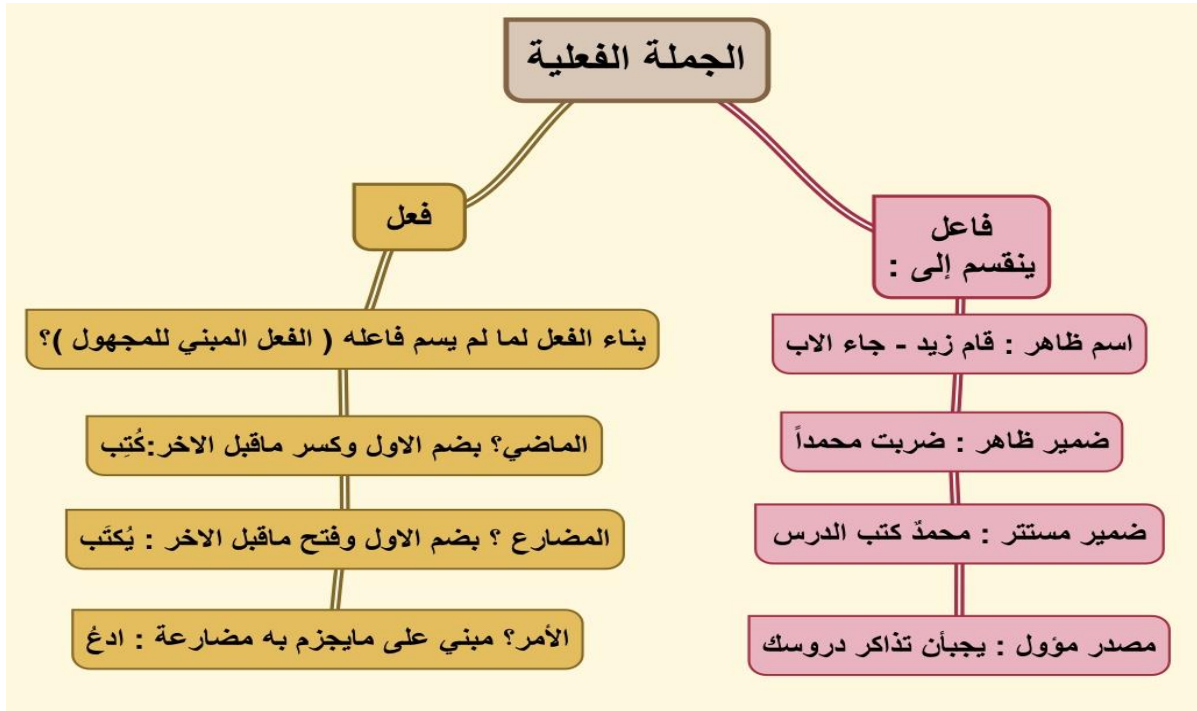 الجملة الفعلية
فاعل
ينقسم إلى :
اسم ظاهر : قام زيد - جاء الاب
ضمير ظاهر : ضربت محمداً
ضمير مستتر : محمدٌ كتب الدرس
مصدر مؤول : يجبأن تذاكر دروسك
فعل
بناء الفعل لما لم يسم فاعله ( الفعل المبني للمجهول )؟
الماضي؟ بضم الاول وكسر ماقبل الاخر:كُتِب
المضارع ؟ بضم الاول وفتح ماقبل الاخر : يُكتَب
الأمر؟ مبني على مايجزم به مضارعة : ادعُ